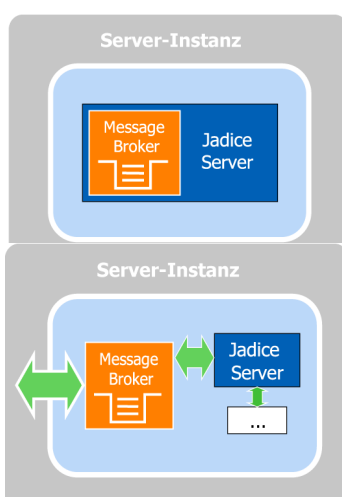 Server-Instanz
Message
Broker
Jadice
Server
Server-Instanz
Message
Broker
Jadice
Server
...